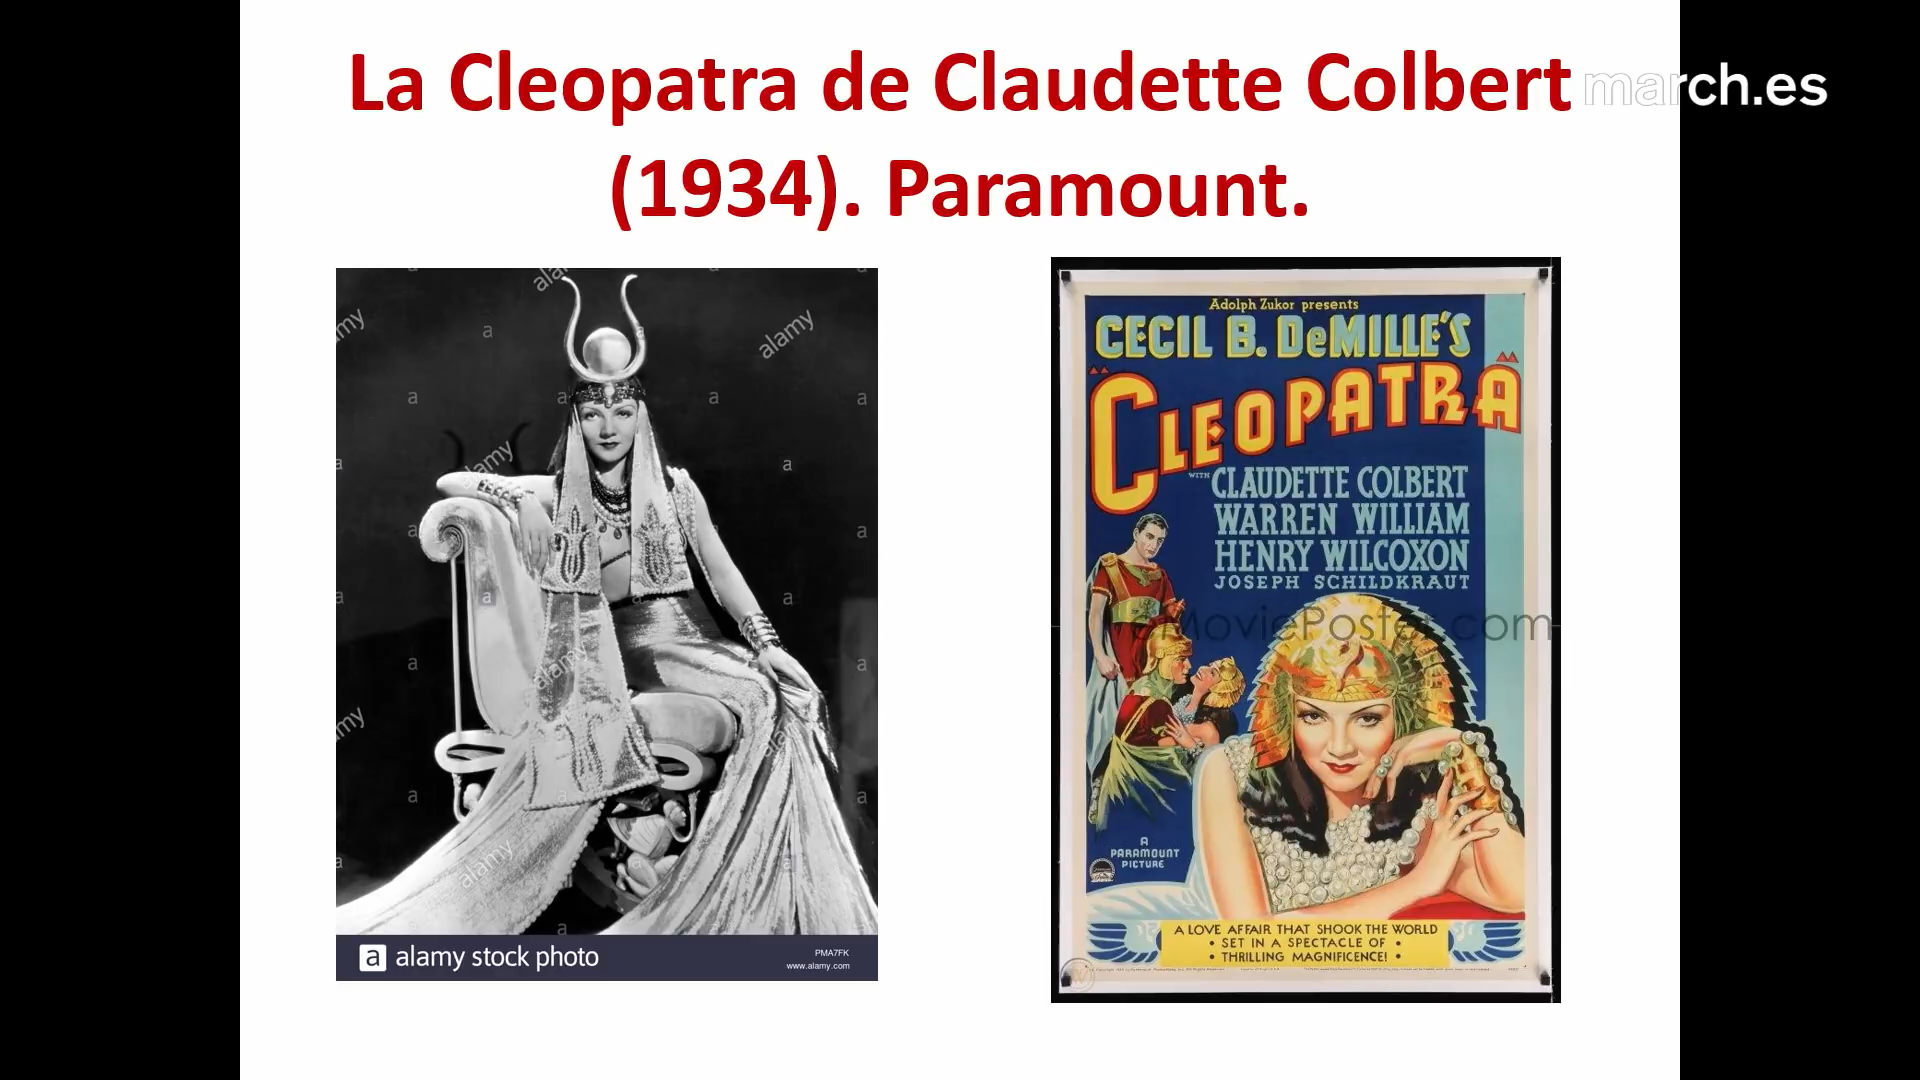 La Cleopatra de Claudette Colbert
(1934). Paramount.
march.es
alamy
a alamy stock photo
PMA7FK
www.alamy.com
Adolph Zukor presents
CECIL B. DeMILLE'S
"CLEOPATRA"
WITH CLAUDETTE COLBERT
WARREN WILLIAM
HENRY WILCOXON
JOSEPH SCHILDKRAUT
MoviePoster.com
A
PARAMOUNT
PICTURE
A LOVE AFFAIR THAT SHOOK THE WORLD
• SET IN A SPECTACLE OF •
• THRILLING MAGNIFICENCE! •